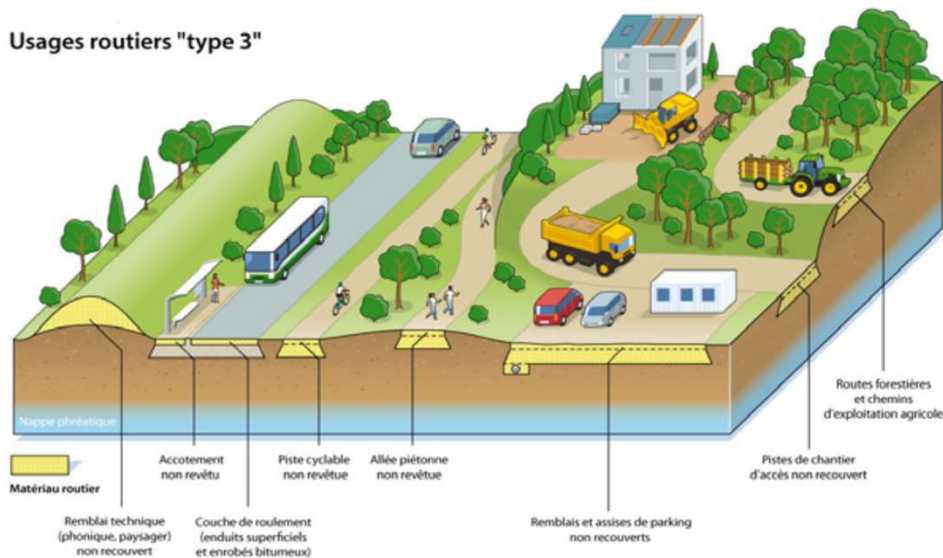 Usages routiers "type 3"
Nappe phréatique
Matériau routier
Remblai technique
(phonique, paysager)
non recouvert
Accotement
non revêtu
Couche de roulement
(enduits superficiels
et enrobés bitumeux)
Piste cyclable
non revêtue
Allée piétonne
non revêtue
Remblais et assises de parking
non recouverts
Pistes de chantier
d'accès non recouvert
Routes forestières
et chemins
d'exploitation agricole